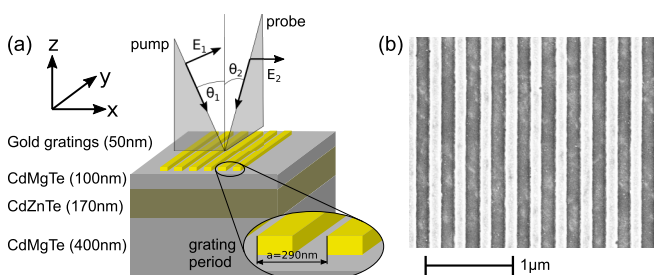 (a)
z
y
x
pump
probe
E1
E2
θ1
θ2
Gold gratings (50nm)
CdMgTe (100nm)
CdZnTe (170nm)
CdMgTe (400nm)
grating
period
a=290nm
(b)
1μm